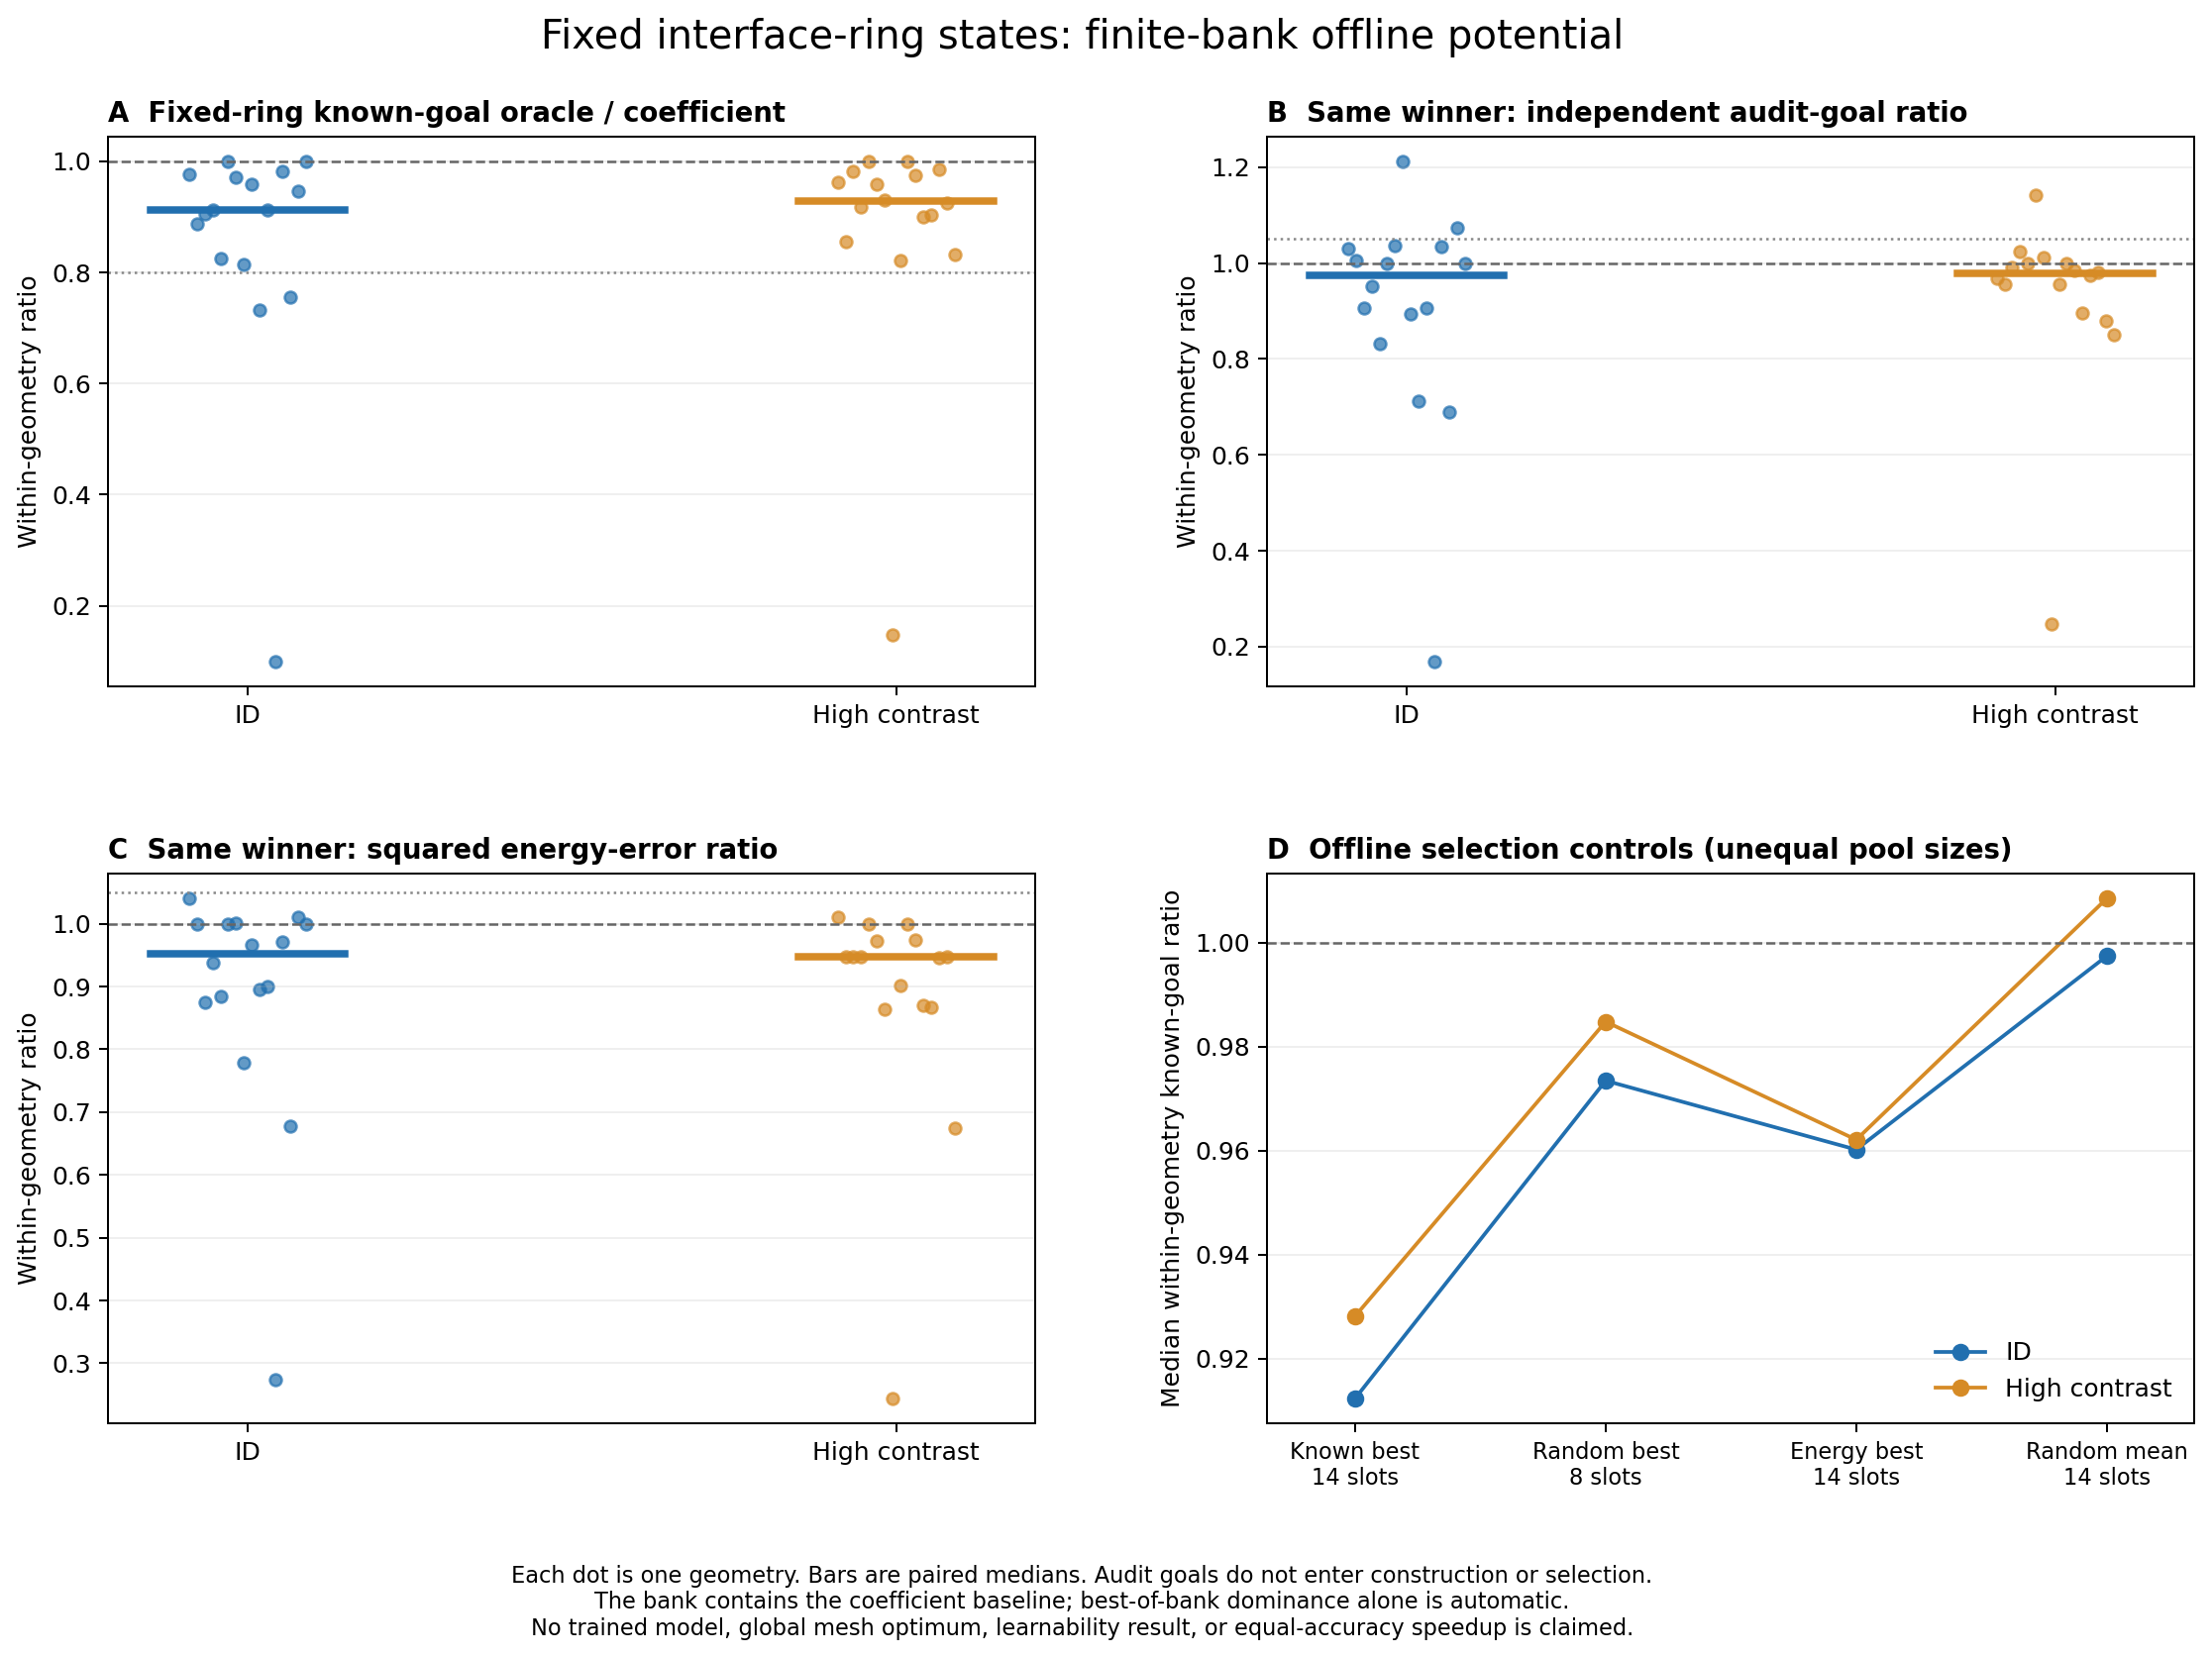 Fixed interface-ring states: finite-bank offline potential
A Fixed-ring known-goal oracle / coefficient
Within-geometry ratio
1.0
0.8
0.6
0.4
0.2
ID
High contrast
B Same winner: independent audit-goal ratio
Within-geometry ratio
1.2
1.0
0.8
0.6
0.4
0.2
ID
High contrast
C Same winner: squared energy-error ratio
Within-geometry ratio
1.0
0.9
0.8
0.7
0.6
0.5
0.4
0.3
ID
High contrast
D Offline selection controls (unequal pool sizes)
Median within-geometry known-goal ratio
1.00
0.98
0.96
0.94
0.92
ID
High contrast
Known best
14 slots
Random best
8 slots
Energy best
14 slots
Random mean
14 slots
Each dot is one geometry. Bars are paired medians. Audit goals do not enter construction or selection.
The bank contains the coefficient baseline; best-of-bank dominance alone is automatic.
No trained model, global mesh optimum, learnability result, or equal-accuracy speedup is claimed.